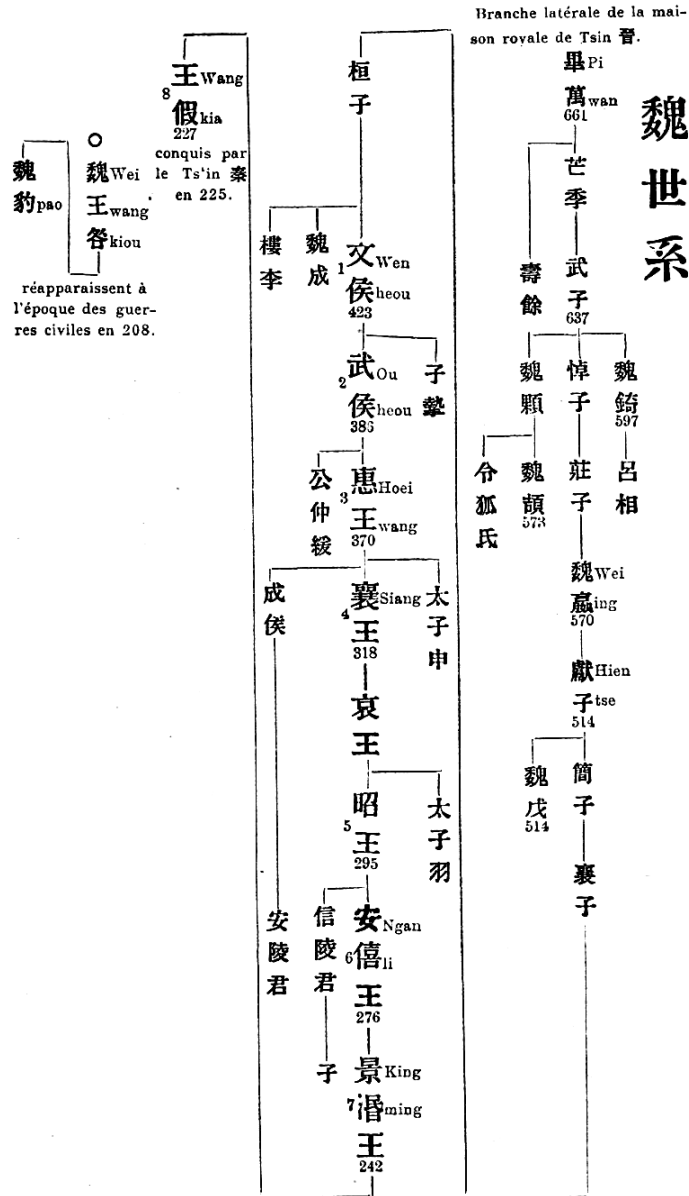 魏世系
Branche latérale de la mai-
son royale de Tsin 晉.
畢萬 Pi wan 661
芒季
武子 637
壽餘
魏錡 597
悼子
魏顆
呂相
莊子
魏頡 573
令狐氏
魏嬴 Wei ing 570
獻子 Hien tse 514
簡子
魏戊 514
襄子
桓子
1 文侯 Wen heou 423
魏成
樓季
子摯
2 武侯 Ou heou 386
3 惠王 Hoei wang 370
公仲緩
太子申
4 襄王 Siang 318
成侯
哀王
太子羽
5 昭王 295
6 安僖王 Ngan li 276
信陵君
安陵君
子
7 景湣王 King ming 242
8 王假 Wang kia 227
conquis par
le Ts'in 秦
en 225.
魏王咎 Wei wang kiou
魏豹 pao
réapparaissent à
l'époque des guer-
res civiles en 208.